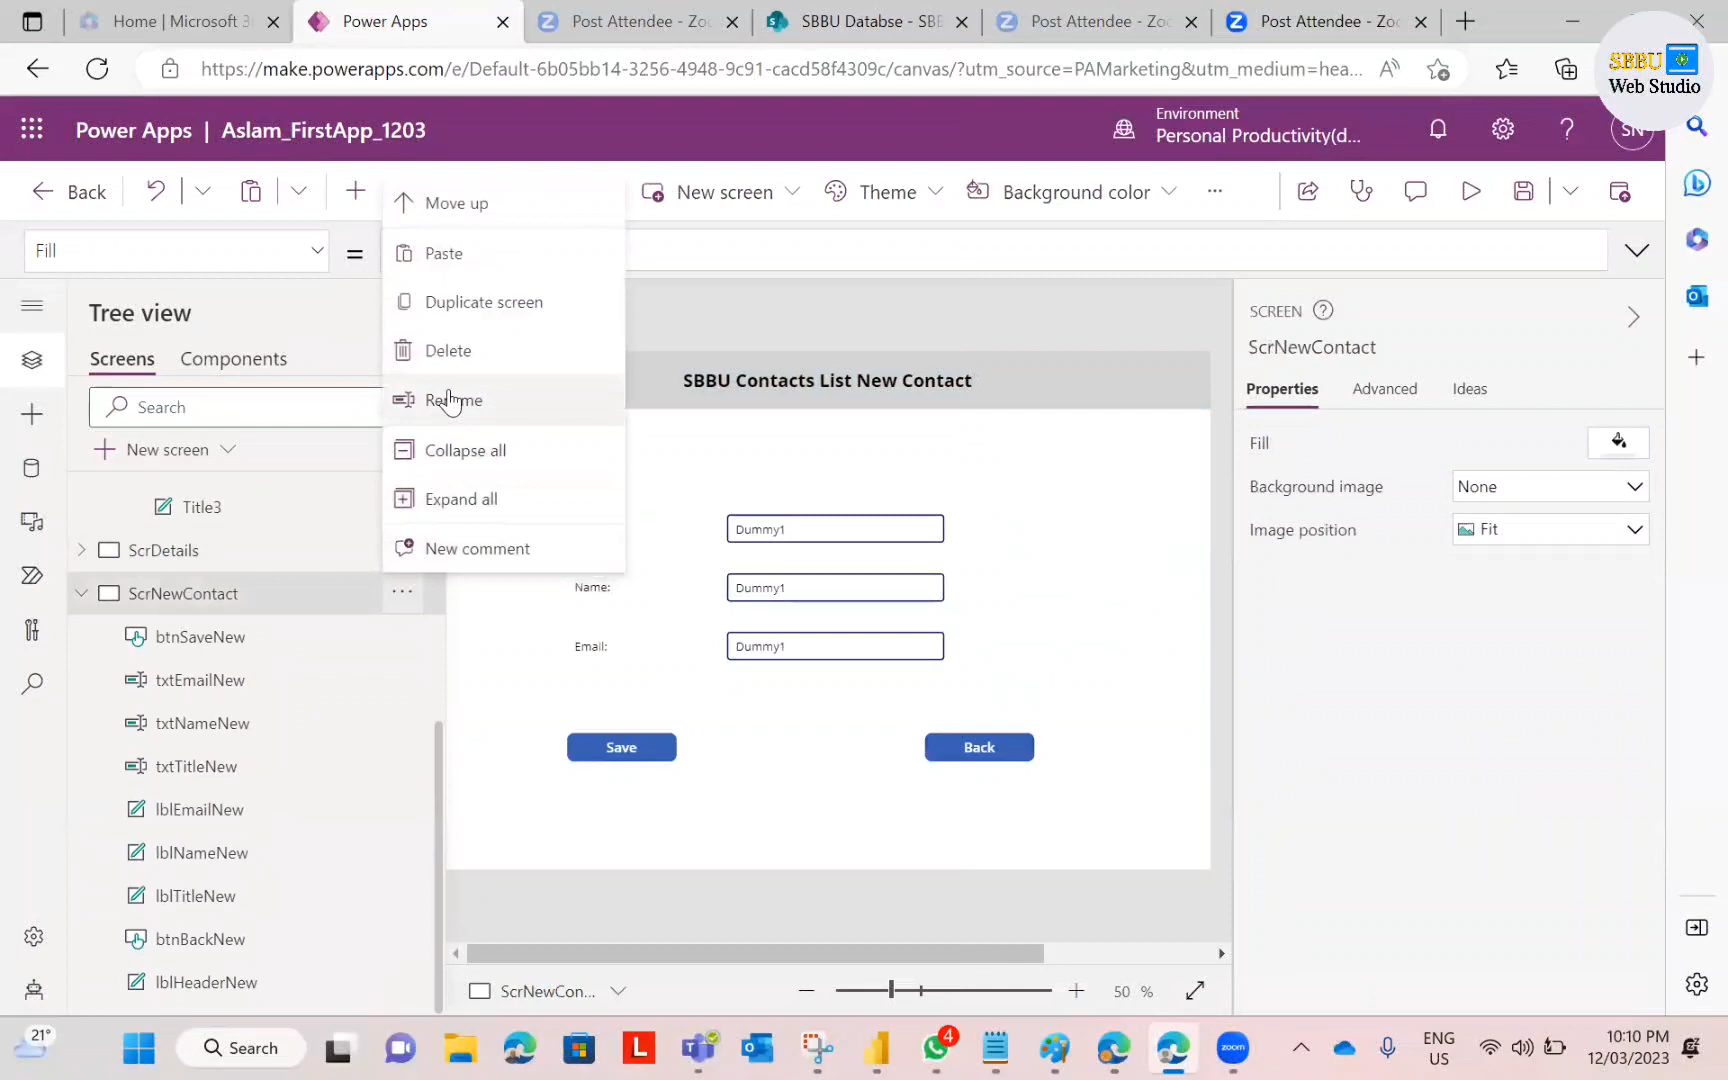 Home | Microsoft 3
Power Apps
Post Attendee - Zoo
SBBU Databse - SBE
Post Attendee - Zo
Post Attendee - Zoo
https://make.powerapps.com/e/Default-6b05bb14-3256-4948-9c91-cacd58f4309c/canvas/?utm_source=PAMarketing&utm_medium=hea...
SBBU
Web Studio
Power Apps | Aslam_FirstApp_1203
Environment
Personal Productivity(d...
SN
Back
New screen
Theme
Background color
Fill
=
Move up
Paste
Duplicate screen
Delete
Rename
Collapse all
Expand all
New comment
Tree view
Screens
Components
Search
New screen
Title3
ScrDetails
ScrNewContact
btnSaveNew
txtEmailNew
txtNameNew
txtTitleNew
lblEmailNew
lblNameNew
lblTitleNew
btnBackNew
lblHeaderNew
SBBU Contacts List New Contact
Dummy1
Name:
Dummy1
Email:
Dummy1
Save
Back
ScrNewCon...
50 %
SCREEN
ScrNewContact
Properties
Advanced
Ideas
Fill
Background image
None
Image position
Fit
21°
Search
4
zoom
ENG
US
10:10 PM
12/03/2023